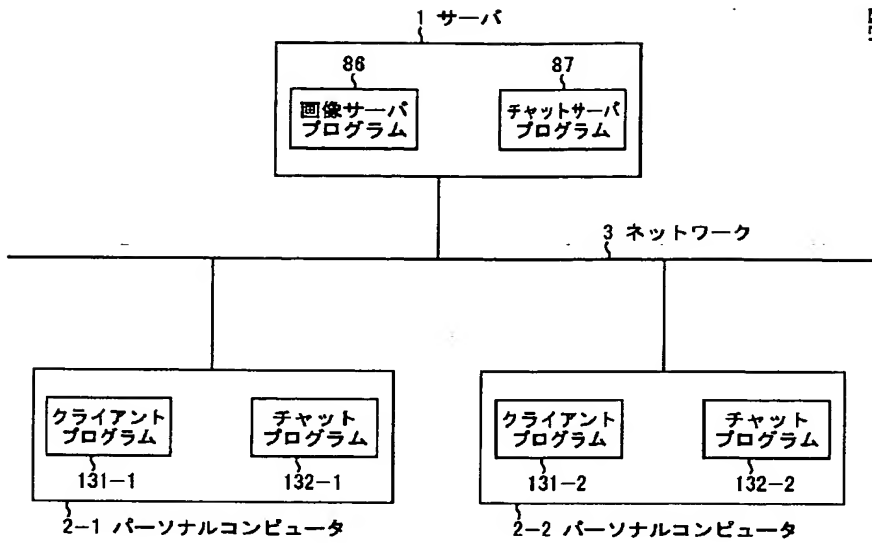 1 サーバ
86
87
画像サーバ
プログラム
チャットサーバ
プログラム
3 ネットワーク
クライアント
プログラム
チャット
プログラム
クライアント
プログラム
チャット
プログラム
131-1
132-1
131-2
132-2
2-1 パーソナルコンピュータ
2-2 パーソナルコンピュータ